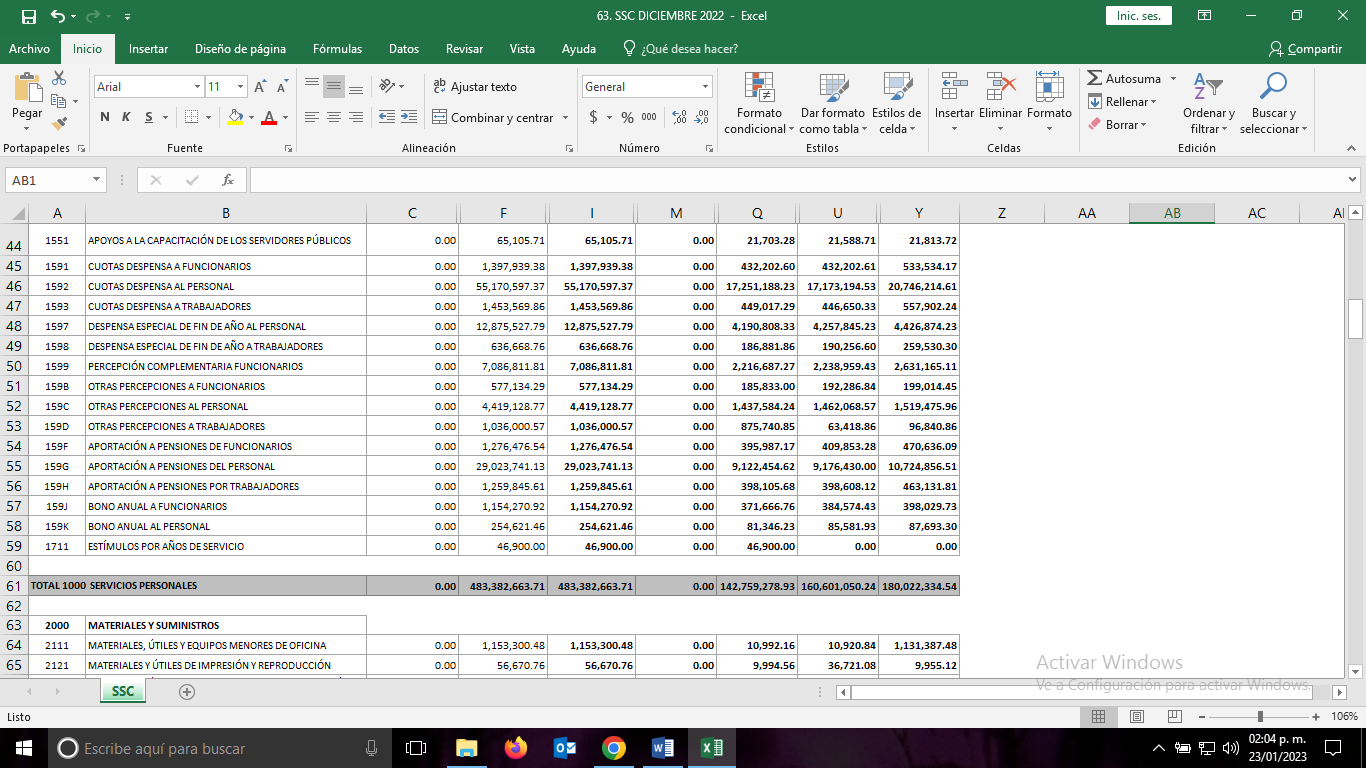 63. SSC DICIEMBRE 2022 - Excel
Inic. ses.
Archivo Inicio Insertar Diseño de página Fórmulas Datos Revisar Vista Ayuda ¿Qué desea hacer? Compartir
Pegar
Portapapeles
Arial 11
N K S
Fuente
Ajustar texto
Combinar y centrar
Alineación
General
$ % 000
Número
Formato condicional
Dar formato como tabla
Estilos de celda
Estilos
Insertar Eliminar Formato
Celdas
Autosuma
Rellenar
Borrar
Ordenar y filtrar
Buscar y seleccionar
Edición
AB1 fx
A B C F I M Q U Y Z AA AB AC
44 1551 APOYOS A LA CAPACITACIÓN DE LOS SERVIDORES PÚBLICOS 0.00 65,105.71 65,105.71 0.00 21,703.28 21,588.71 21,813.72
45 1591 CUOTAS DESPENSA A FUNCIONARIOS 0.00 1,397,939.38 1,397,939.38 0.00 432,202.60 432,202.61 533,534.17
46 1592 CUOTAS DESPENSA AL PERSONAL 0.00 55,170,597.37 55,170,597.37 0.00 17,251,188.23 17,173,194.53 20,746,214.61
47 1593 CUOTAS DESPENSA A TRABAJADORES 0.00 1,453,569.86 1,453,569.86 0.00 449,017.29 446,650.33 557,902.24
48 1597 DESPENSA ESPECIAL DE FIN DE AÑO AL PERSONAL 0.00 12,875,527.79 12,875,527.79 0.00 4,190,808.33 4,257,845.23 4,426,874.23
49 1598 DESPENSA ESPECIAL DE FIN DE AÑO A TRABAJADORES 0.00 636,668.76 636,668.76 0.00 186,881.86 190,256.60 259,530.30
50 1599 PERCEPCIÓN COMPLEMENTARIA FUNCIONARIOS 0.00 7,086,811.81 7,086,811.81 0.00 2,216,687.27 2,238,959.43 2,631,165.11
51 159B OTRAS PERCEPCIONES A FUNCIONARIOS 0.00 577,134.29 577,134.29 0.00 185,833.00 192,286.84 199,014.45
52 159C OTRAS PERCEPCIONES AL PERSONAL 0.00 4,419,128.77 4,419,128.77 0.00 1,437,584.24 1,462,068.57 1,519,475.96
53 159D OTRAS PERCEPCIONES A TRABAJADORES 0.00 1,036,000.57 1,036,000.57 0.00 875,740.85 63,418.86 96,840.86
54 159F APORTACIÓN A PENSIONES DE FUNCIONARIOS 0.00 1,276,476.54 1,276,476.54 0.00 395,987.17 409,853.28 470,636.09
55 159G APORTACIÓN A PENSIONES DEL PERSONAL 0.00 29,023,741.13 29,023,741.13 0.00 9,122,454.62 9,176,430.00 10,724,856.51
56 159H APORTACIÓN A PENSIONES POR TRABAJADORES 0.00 1,259,845.61 1,259,845.61 0.00 398,105.68 398,608.12 463,131.81
57 159J BONO ANUAL A FUNCIONARIOS 0.00 1,154,270.92 1,154,270.92 0.00 371,666.76 384,574.43 398,029.73
58 159K BONO ANUAL AL PERSONAL 0.00 254,621.46 254,621.46 0.00 81,346.23 85,581.93 87,693.30
59 1711 ESTÍMULOS POR AÑOS DE SERVICIO 0.00 46,900.00 46,900.00 0.00 46,900.00 0.00 0.00
60
61 TOTAL 1000 SERVICIOS PERSONALES 0.00 483,382,663.71 483,382,663.71 0.00 142,759,278.93 160,601,050.24 180,022,334.54
62
63 2000 MATERIALES Y SUMINISTROS
64 2111 MATERIALES, ÚTILES Y EQUIPOS MENORES DE OFICINA 0.00 1,153,300.48 1,153,300.48 0.00 10,992.16 10,920.84 1,131,387.48
65 2121 MATERIALES Y ÚTILES DE IMPRESIÓN Y REPRODUCCIÓN 0.00 56,670.76 56,670.76 0.00 9,994.56 36,721.08 9,955.12
Activar Windows
Ve a Configuración para activar Windows.
SSC
Listo
106%
Escribe aquí para buscar
02:04 p. m.
23/01/2023